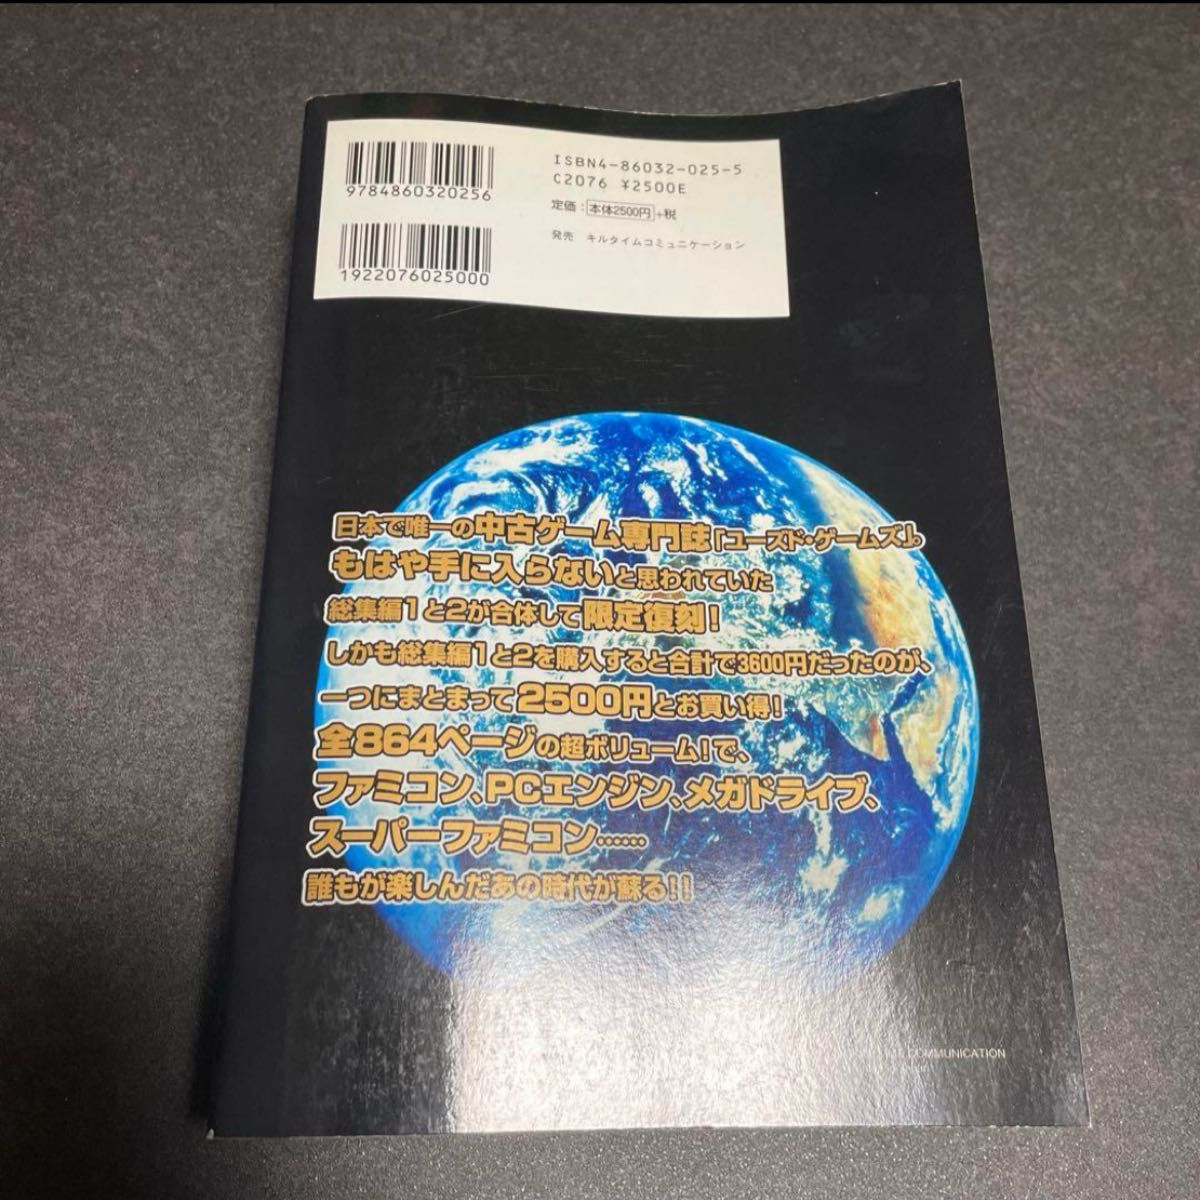 9784860320256
ISBN4-86032-025-5
C2076 ¥2500E
定価：本体2500円+税
発売　キルタイムコミュニケーション
1922076025000
日本で唯一の中古ゲーム専門誌『ユーズド・ゲームズ』。
もはや手に入らないと思われていた
総集編1と2が合体して限定復刻！
しかも総集編1と2を購入すると合計で3600円だったのが、
一つにまとまって2500円とお買い得！
全864ページの超ボリューム！で、
ファミコン、PCエンジン、メガドライブ、
スーパーファミコン……
誰もが楽しんだあの時代が蘇る！！
COMMUNICATION